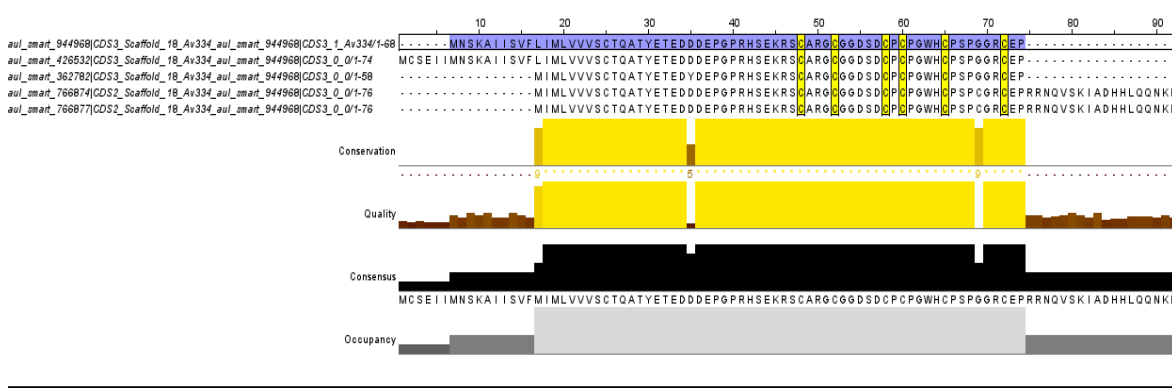 10 20 30 40 50 60 70 80 90
aul_smart_944968|CDS3_Scaffold_18_Av334_aul_smart_944968|CDS3_1_Av334/1-68 ------MNSKAIISVFLIMLVVVSCTQATYETEDDDEPGPRHSEKRSCARGCGGDSDCPCPGWHCPSPGGRCEP-----------------
aul_smart_426532|CDS3_Scaffold_18_Av334_aul_smart_944968|CDS3_0_0/1-74 MCSEIIMNSKAIISVFLIMLVVVSCTQATYETEDDDEPGPRHSEKRSCARGCGGDSDCPCPGWHCPSPGGRCEP-----------------
aul_smart_362782|CDS3_Scaffold_18_Av334_aul_smart_944968|CDS3_0_0/1-58 ----------------MIMLVVVSCTQATYETEDYDEPGPRHSEKRSCARGCGGDSDCPCPGWHCPSPGGRCEP-----------------
aul_smart_766874|CDS2_Scaffold_18_Av334_aul_smart_944968|CDS3_0_0/1-76 ----------------MIMLVVVSCTQATYETEDDDEPGPRHSEKRSCARGCGGDSDCPCPGWHCPSPCGRCEPRRNQVSKIADHHLQQNK
aul_smart_766877|CDS2_Scaffold_18_Av334_aul_smart_944968|CDS3_0_0/1-76 ----------------MIMLVVVSCTQATYETEDDDEPGPRHSEKRSCARGCGGDSDCPCPGWHCPSPCGRCEPRRNQVSKIADHHLQQNK
Conservation
----------------9*****************5*********************************9*****-----------------
Quality
Consensus
MCSEIIMNSKAIISVFMIMLVVVSCTQATYETEDDDEPGPRHSEKRSCARGCGGDSDCPCPGWHCPSPGGRCEPRRNQVSKIADHHLQQNK
Occupancy